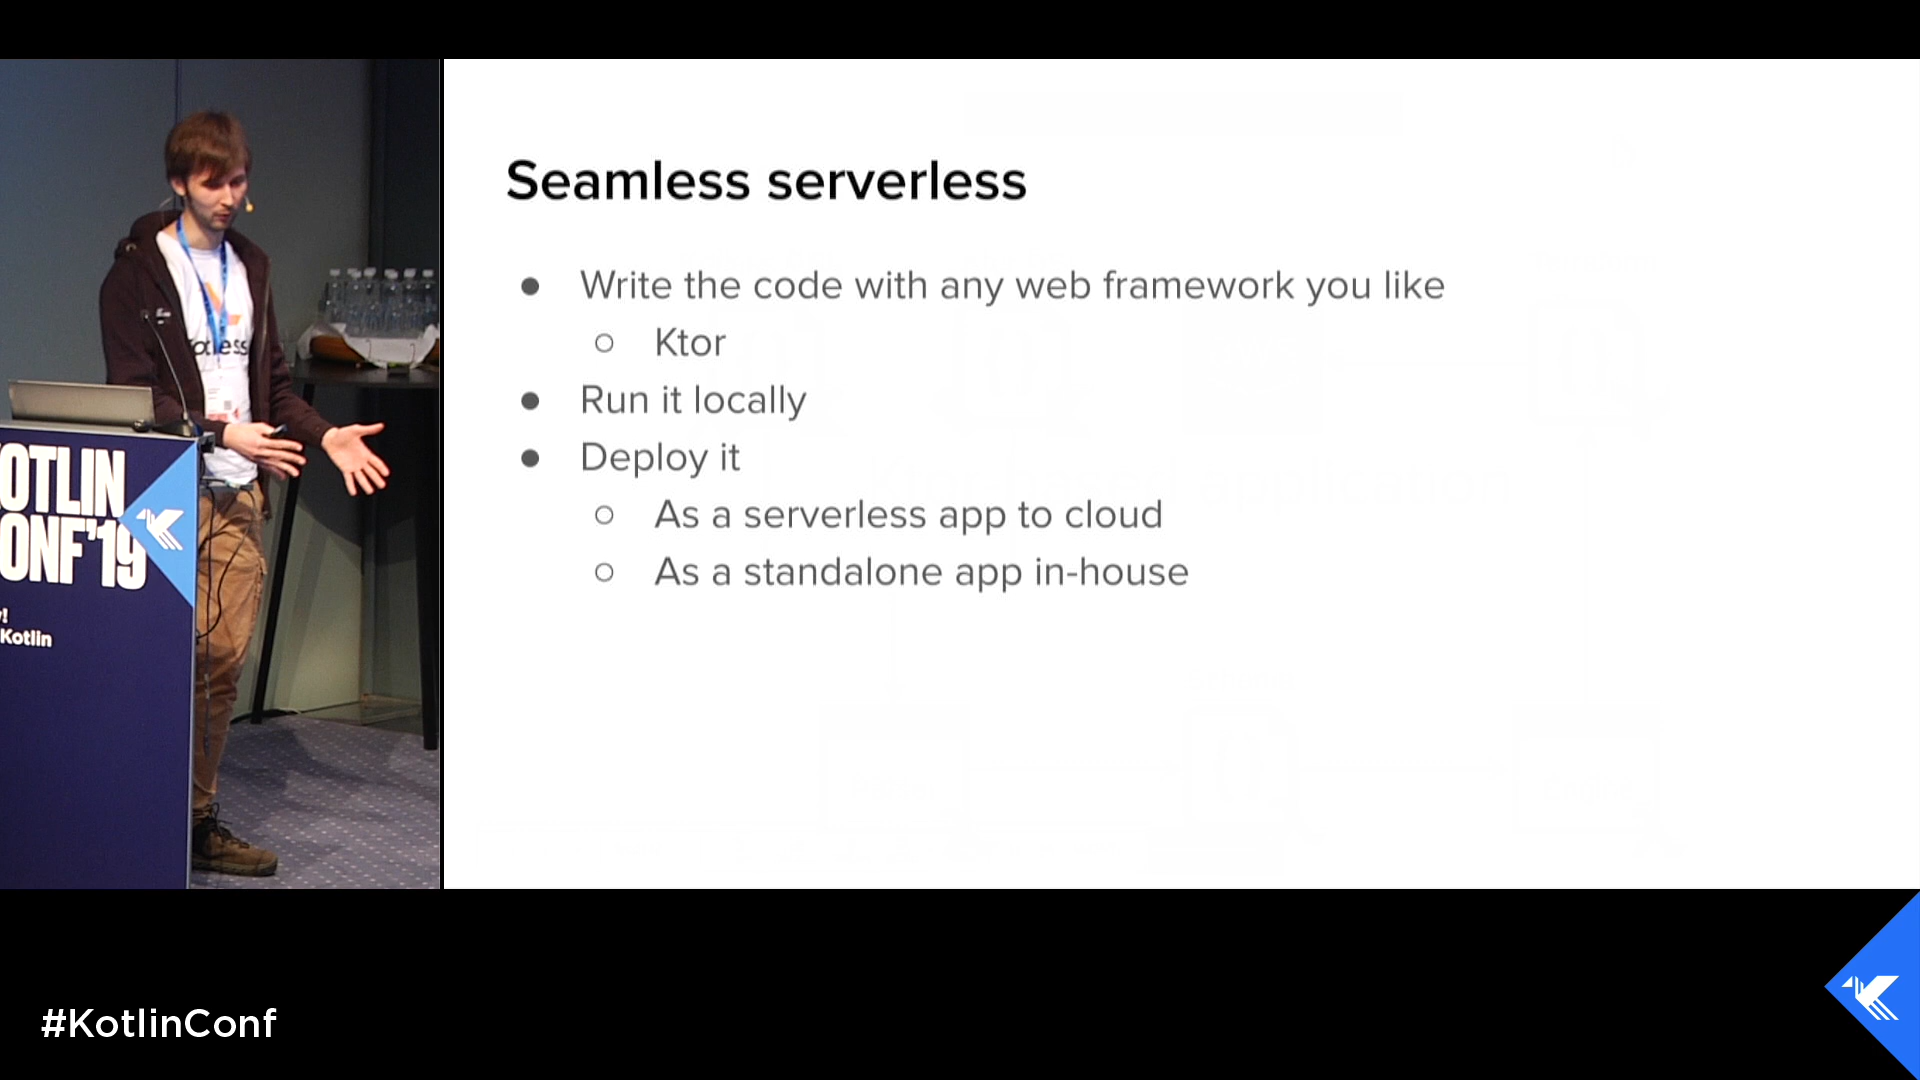 Seamless serverless
● Write the code with any web framework you like
○ Ktor
● Run it locally
● Deploy it
○ As a serverless app to cloud
○ As a standalone app in-house
OTLIN
ONF'19
Kotlin
#KotlinConf